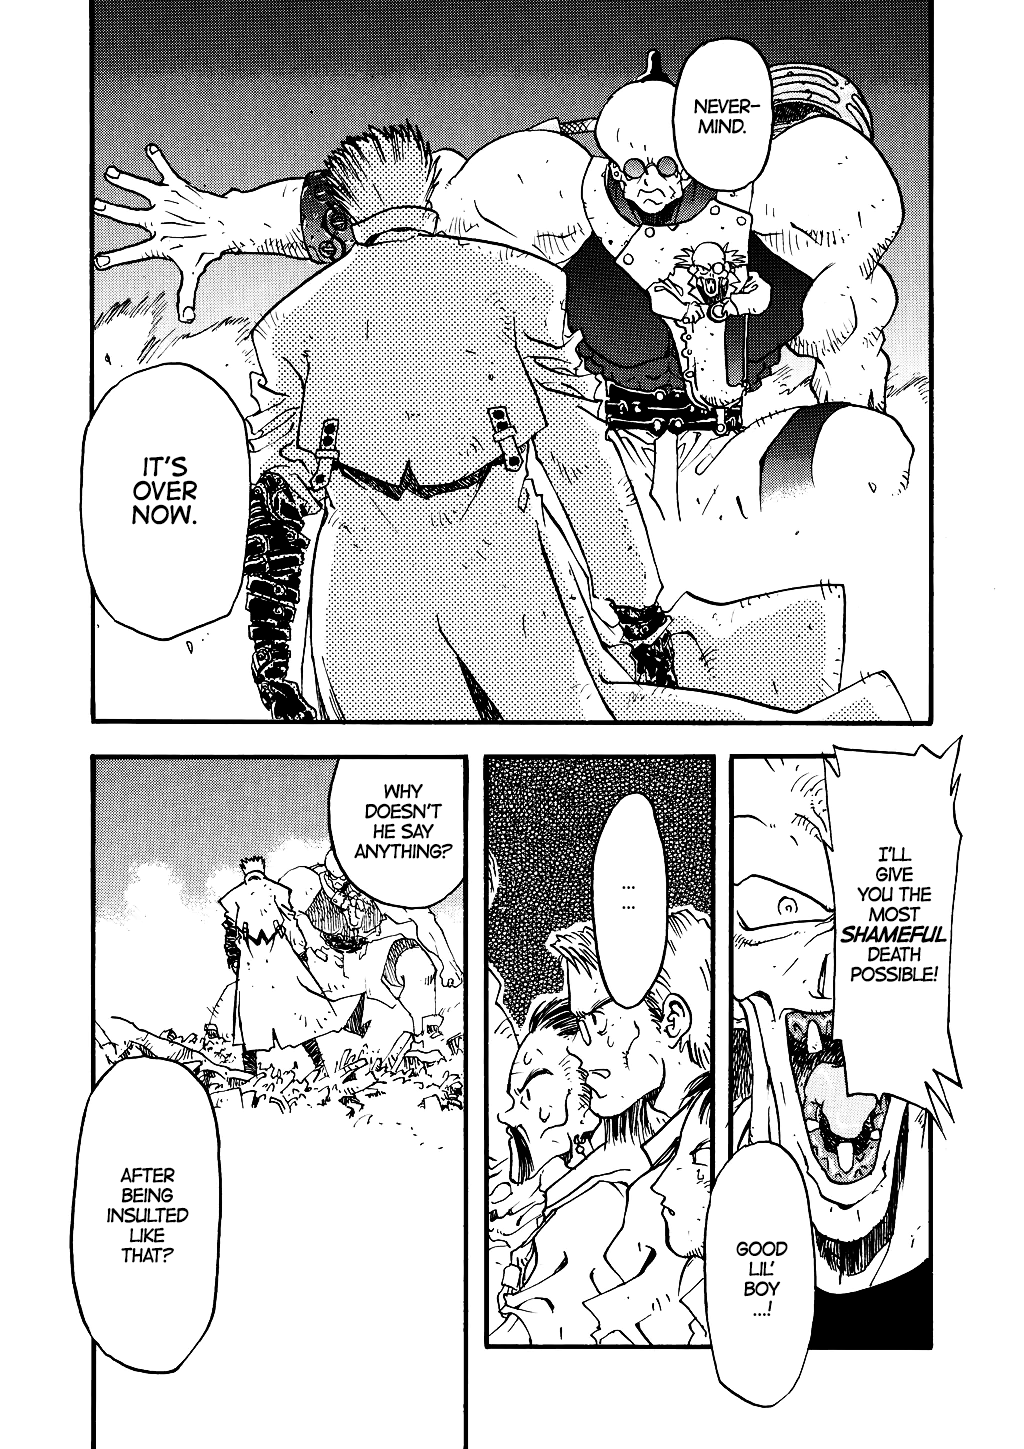 NEVER-
MIND.
IT'S
OVER
NOW.
I'LL
GIVE
YOU THE
MOST
SHAMEFUL
DEATH
POSSIBLE!
GOOD
LIL'
BOY
...!
...
...
WHY
DOESN'T
HE SAY
ANYTHING?
AFTER
BEING
INSULTED
LIKE
THAT?